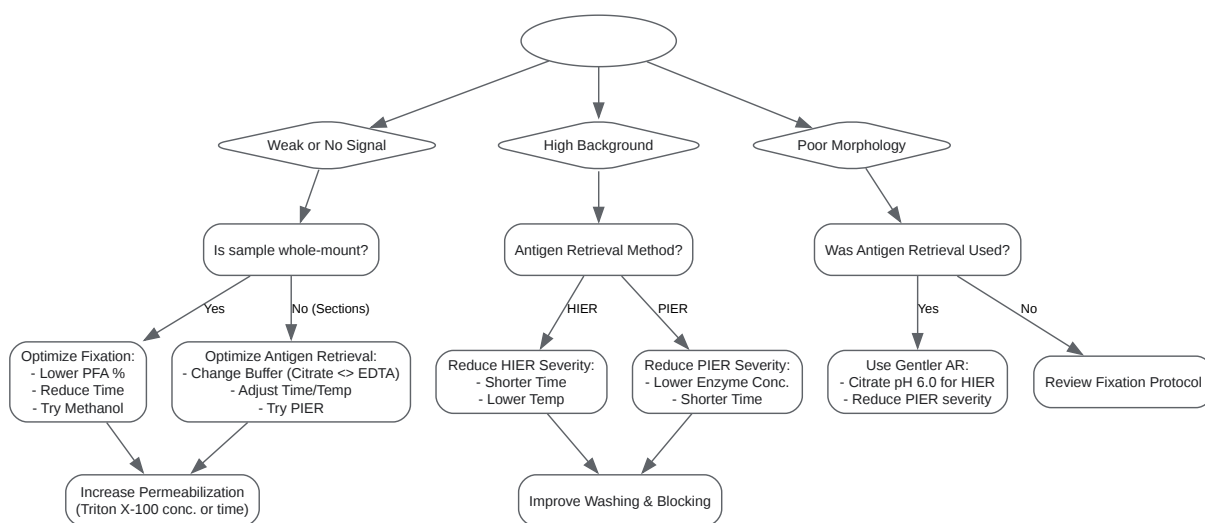 Weak or No Signal
High Background
Poor Morphology
Is sample whole-mount?
Antigen Retrieval Method?
Was Antigen Retrieval Used?
Yes
No (Sections)
HIER
PIER
Yes
No
Optimize Fixation:
- Lower PFA %
- Reduce Time
- Try Methanol
Optimize Antigen Retrieval:
- Change Buffer (Citrate <> EDTA)
- Adjust Time/Temp
- Try PIER
Reduce HIER Severity:
- Shorter Time
- Lower Temp
Reduce PIER Severity:
- Lower Enzyme Conc.
- Shorter Time
Use Gentler AR:
- Citrate pH 6.0 for HIER
- Reduce PIER severity
Review Fixation Protocol
Increase Permeabilization
(Triton X-100 conc. or time)
Improve Washing & Blocking